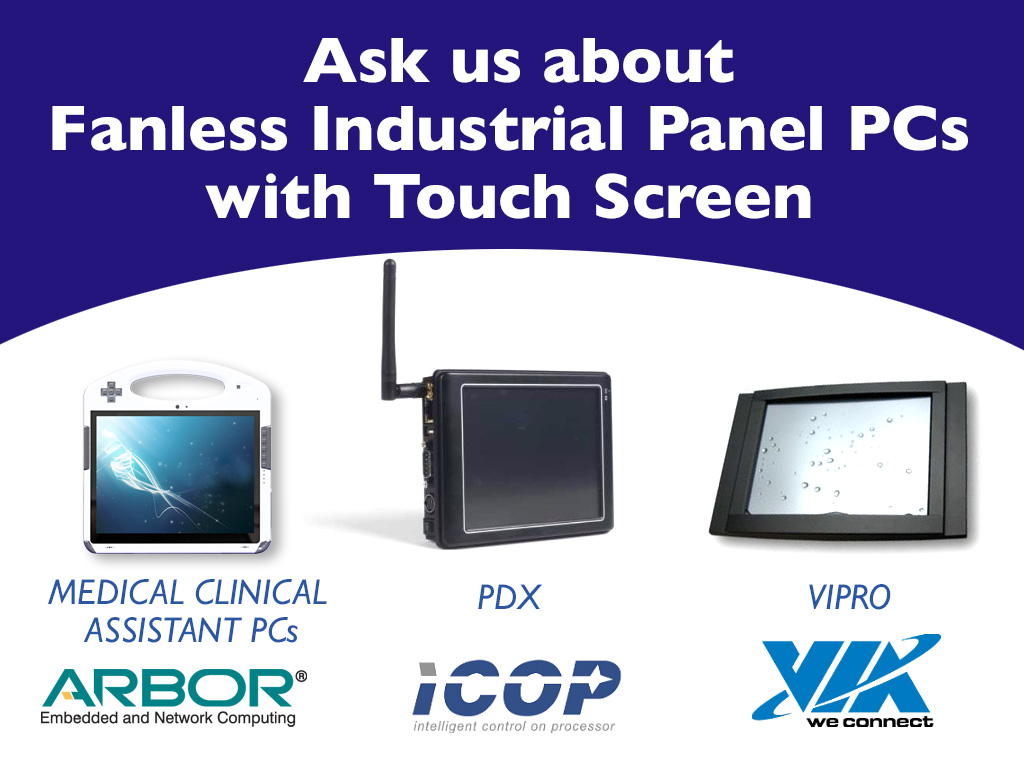 Ask us about
Fanless Industrial Panel PCs
with Touch Screen
MEDICAL CLINICAL
ASSISTANT PCs
PDX
VIPRO
ARBOR®
Embedded and Network Computing
iCOP
intelligent control on processor
VIA
we connect